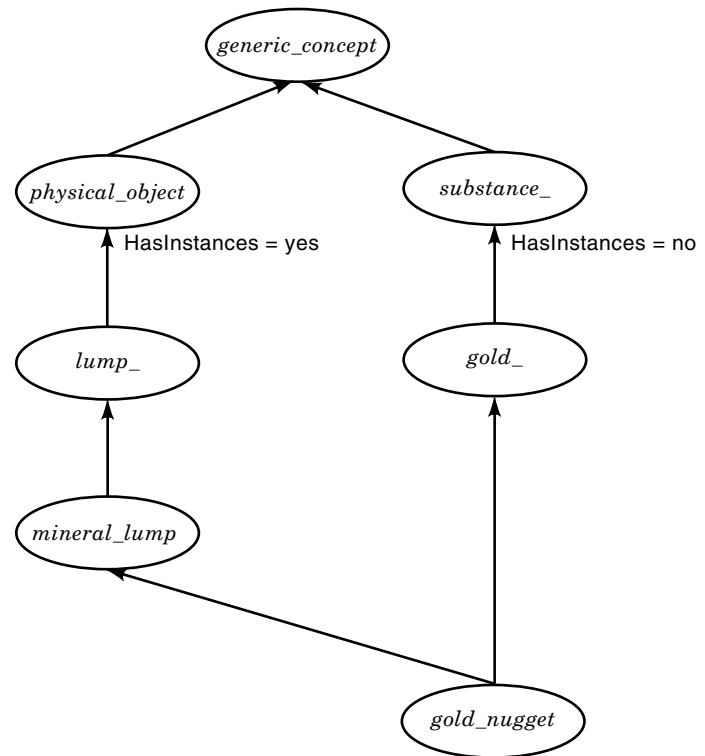 generic_concept
physical_object
substance_
HasInstances = yes
HasInstances = no
lump_
gold_
mineral_lump
gold_nugget